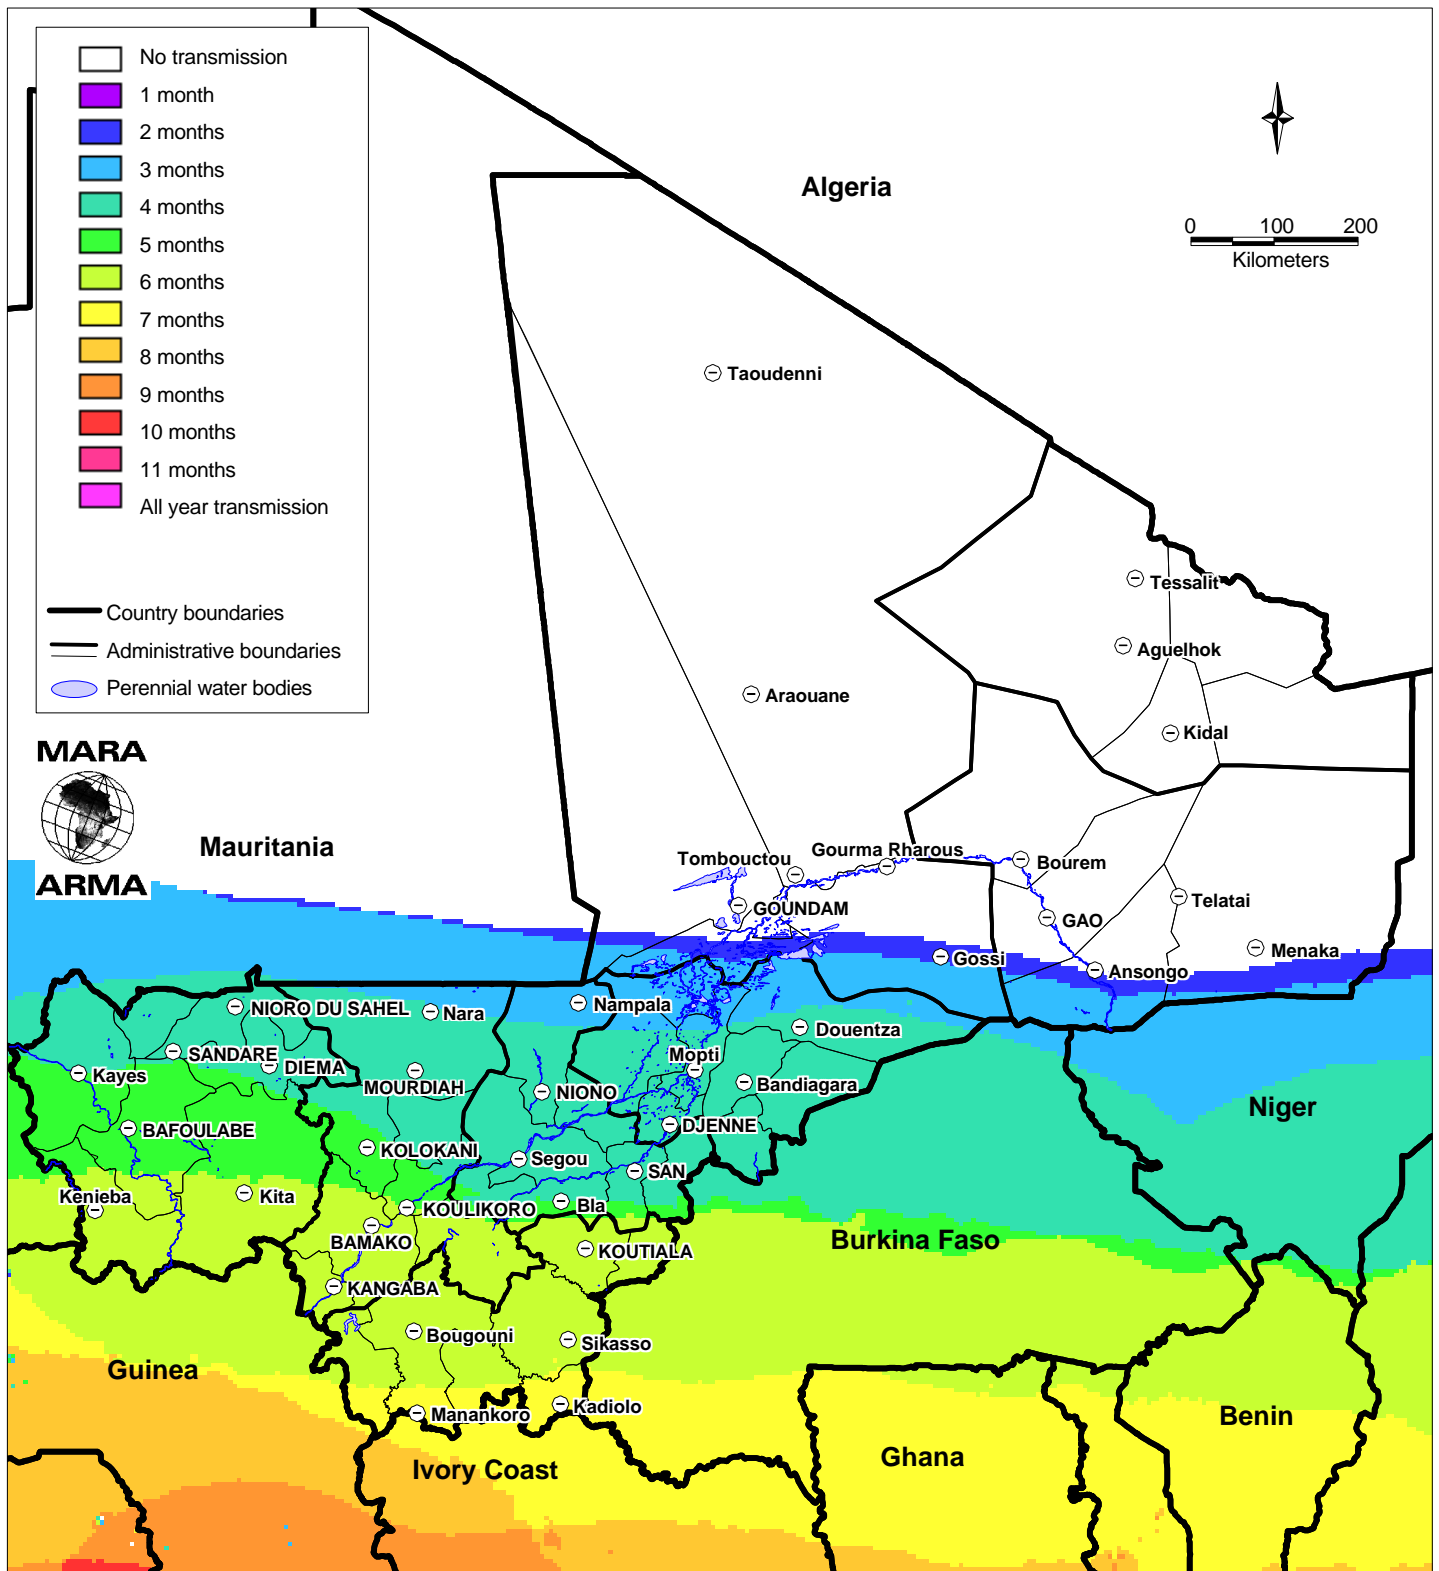 No transmission
1 month
2 months
3 months
4 months
5 months
6 months
7 months
8 months
9 months
10 months
11 months
All year transmission
Country boundaries
Administrative boundaries
Perennial water bodies
Algeria
0 100 200
Kilometers
Taoudenni
Tessalit
Aguelhok
Araouane
Kidal
MARA
ARMA
Mauritania
Tombouctou
Gourma Rharous
Bourem
GOUNDAM
GAO
Telatai
Gossi
Ansongo
Menaka
NIORO DU SAHEL
Nara
Nampala
Douentza
SANDARE
DIEMA
Mopti
Kayes
MOURDIAH
NIONO
Bandiagara
Niger
BAFOULABE
DJENNE
KOLOKANI
Segou
SAN
Kenieba
Kita
KOULIKORO
Bla
BAMAKO
KOUTIALA
Burkina Faso
KANGABA
Bougouni
Sikasso
Guinea
Manankoro
Kadiolo
Benin
Ivory Coast
Ghana